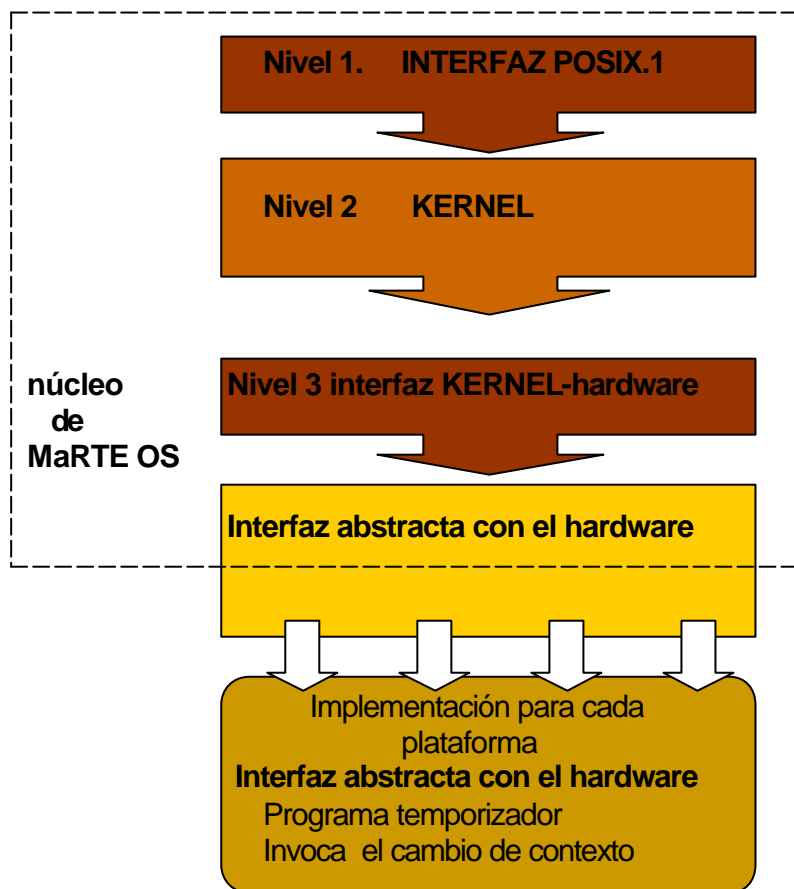 Nivel 1. INTERFAZ POSIX.1
Nivel 2 KERNEL
núcleo
de
MaRTE OS
Nivel 3 interfaz KERNEL-hardware
Interfaz abstracta con el hardware
Implementación para cada
plataforma
Interfaz abstracta con el hardware
Programa temporizador
Invoca el cambio de contexto